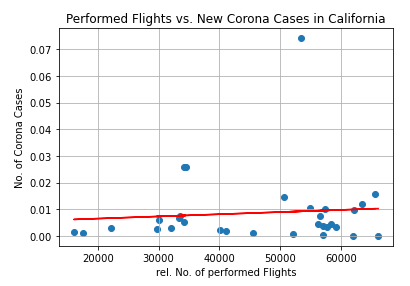 Performed Flights vs. New Corona Cases in California
No. of Corona Cases
0.07
0.06
0.05
0.04
0.03
0.02
0.01
0.00
20000 30000 40000 50000 60000
rel. No. of performed Flights